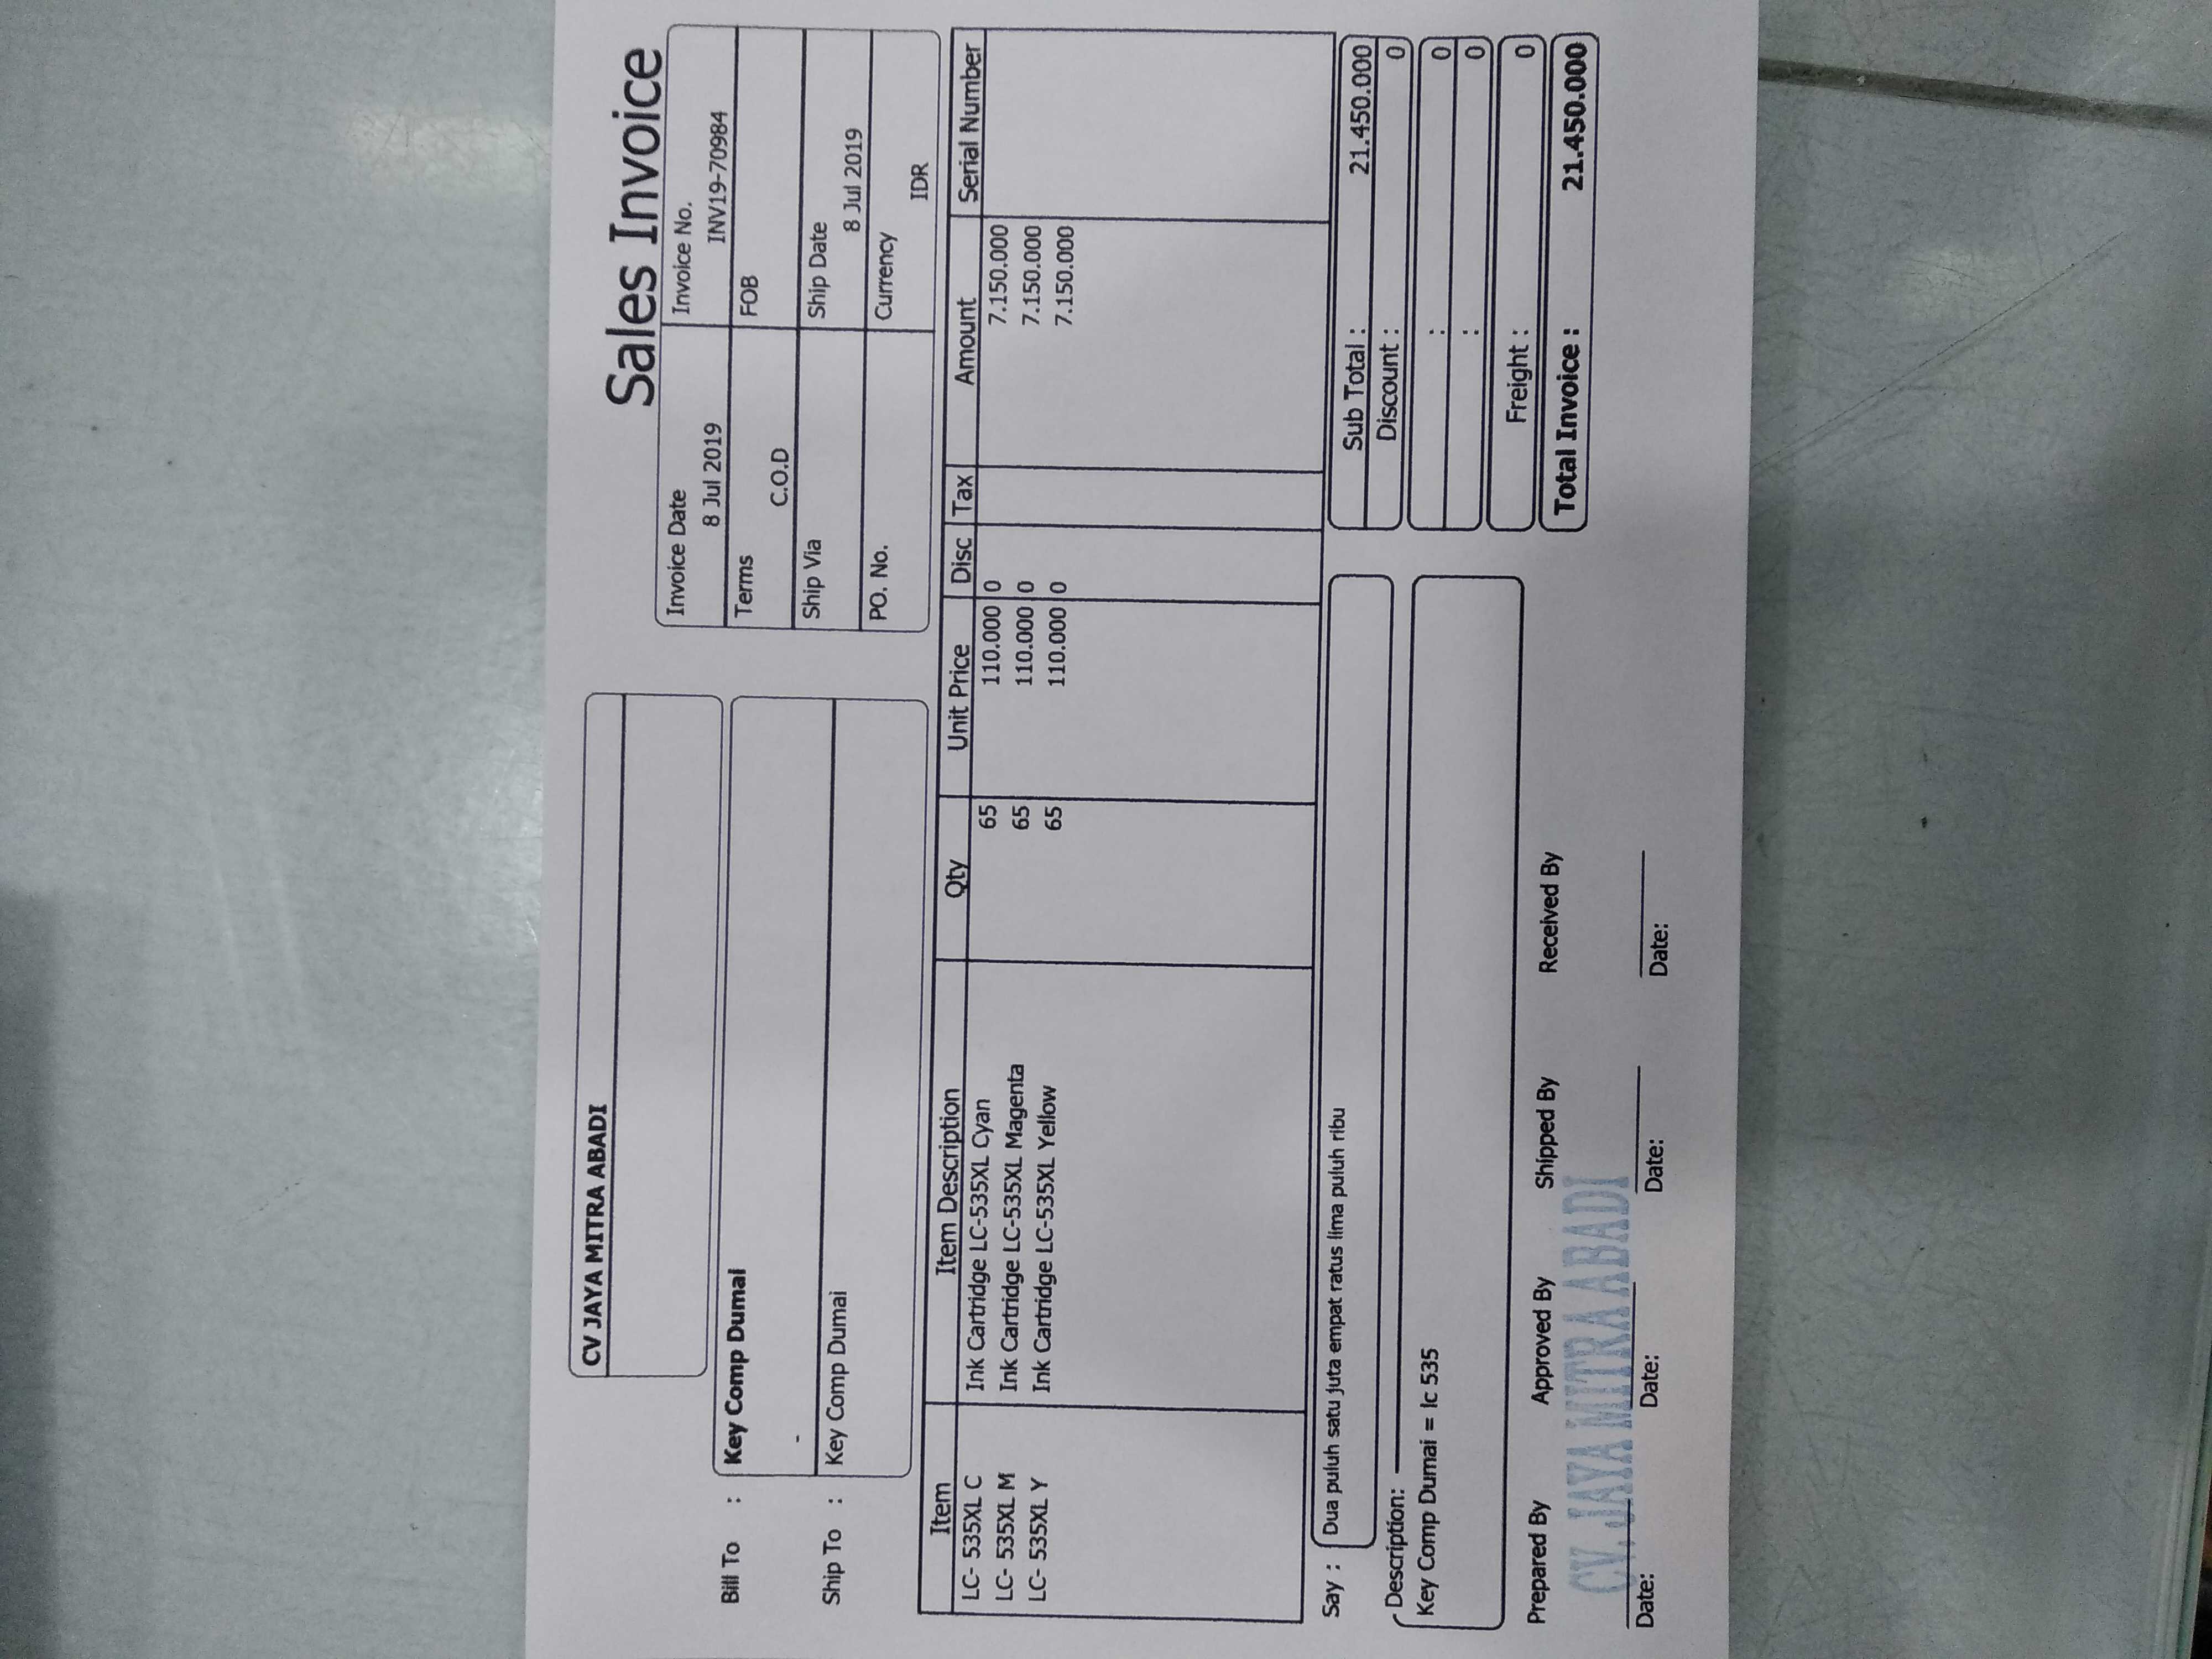 Sales Invoice
CV JAYA MITRA ABADI
Invoice Date Invoice No.
8 Jul 2019 INV19-70984
Terms FOB
C.O.D
Ship Via Ship Date
8 Jul 2019
PO. No. Currency
IDR
Bill To : Key Comp Dumai
-
Ship To : Key Comp Dumai
Item Item Description Qty Unit Price Disc Tax Amount Serial Number
LC- 535XL C Ink Cartridge LC-535XL Cyan 65 110.000 0 7.150.000
LC- 535XL M Ink Cartridge LC-535XL Magenta 65 110.000 0 7.150.000
LC- 535XL Y Ink Cartridge LC-535XL Yellow 65 110.000 0 7.150.000
Say : Dua puluh satu juta empat ratus lima puluh ribu
Sub Total : 21.450.000
Discount : 0
: 0
: 0
Freight : 0
Total Invoice : 21.450.000
Description:
Key Comp Dumai = lc 535
Prepared By Approved By Shipped By Received By
CV. JAYA MITRA ABADI
Date: Date: Date: Date: